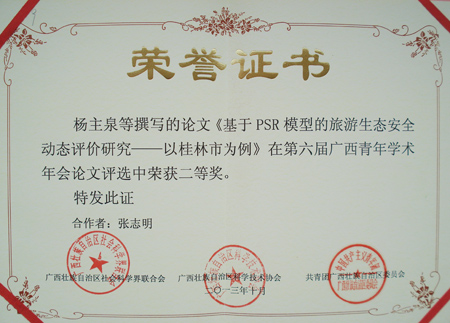 荣誉证书
杨主泉等撰写的论文《基于PSR模型的旅游生态安全
动态评价研究——以桂林市为例》在第六届广西青年学术
年会论文评选中荣获二等奖。
特发此证
合作者：张志明
广西壮族自治区社会科学界联合会 广西壮族自治区科学技术协会 共青团广西壮族自治区委员会
二〇一三年十月